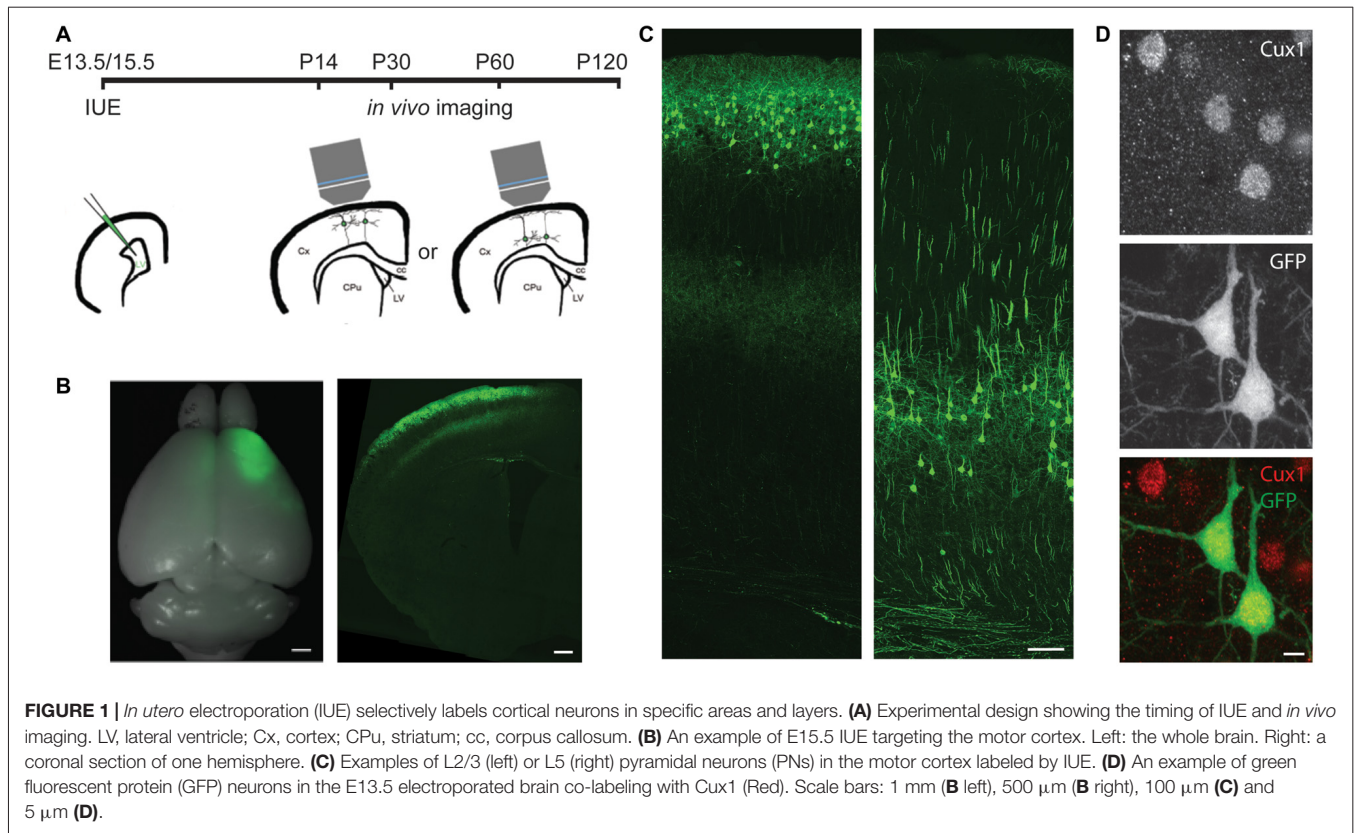 A
E13.5/15.5 P14 P30 P60 P120
IUE in vivo imaging
LV
Cx
CPu
cc
LV
or
Cx
CPu
cc
LV
B
C
D
Cux1
GFP
Cux1
GFP
FIGURE 1 | In utero electroporation (IUE) selectively labels cortical neurons in specific areas and layers. (A) Experimental design showing the timing of IUE and in vivo
imaging. LV, lateral ventricle; Cx, cortex; CPu, striatum; cc, corpus callosum. (B) An example of E15.5 IUE targeting the motor cortex. Left: the whole brain. Right: a
coronal section of one hemisphere. (C) Examples of L2/3 (left) or L5 (right) pyramidal neurons (PNs) in the motor cortex labeled by IUE. (D) An example of green
fluorescent protein (GFP) neurons in the E13.5 electroporated brain co-labeling with Cux1 (Red). Scale bars: 1 mm (B left), 500 μm (B right), 100 μm (C) and
5 μm (D).